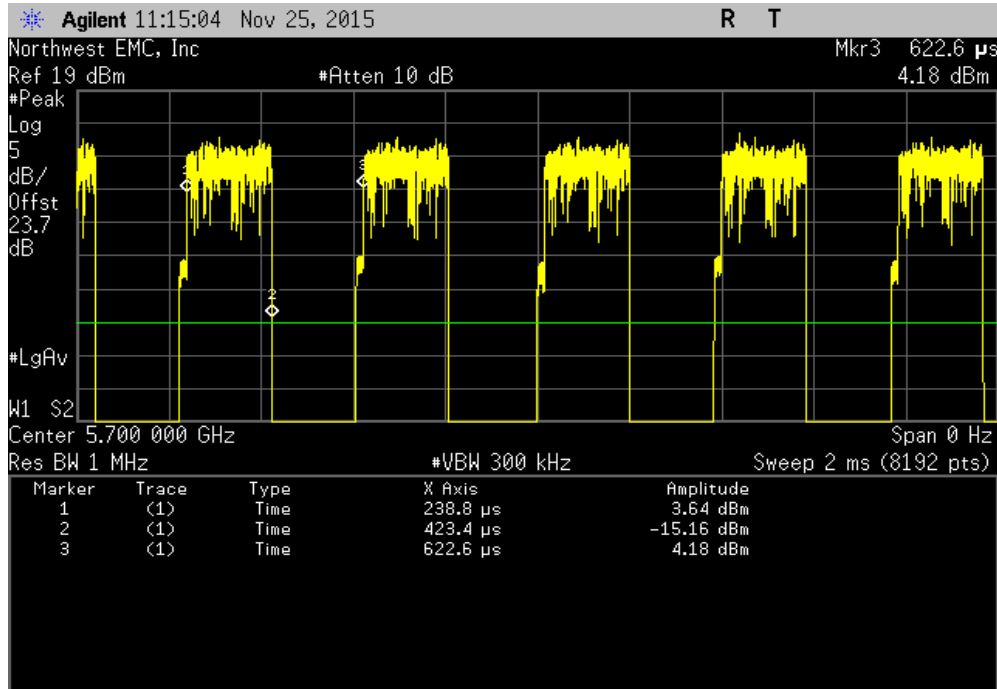 Agilent 11:15:04 Nov 25, 2015 R T
Northwest EMC, Inc Mkr3 622.6 µs
Ref 19 dBm #Atten 10 dB 4.18 dBm
#Peak
Log
5
dB/
Offst
23.7
dB
1
3
2
#LgAv
W1 S2
Center 5.700 000 GHz Span 0 Hz
Res BW 1 MHz #VBW 300 kHz Sweep 2 ms (8192 pts)
Marker Trace Type X Axis Amplitude
1 (1) Time 238.8 µs 3.64 dBm
2 (1) Time 423.4 µs -15.16 dBm
3 (1) Time 622.6 µs 4.18 dBm